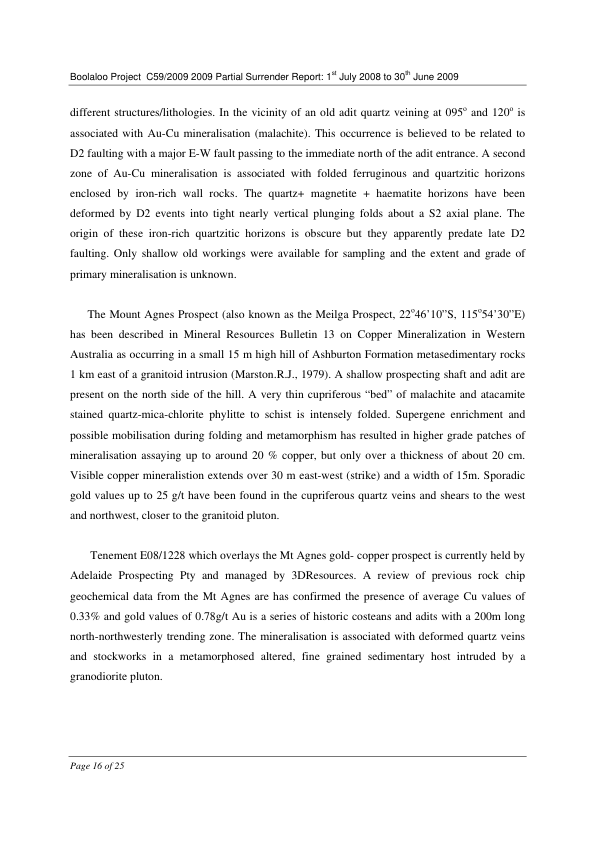 Boolaloo Project  C59/2009 2009 Partial Surrender Report: 1st July 2008 to 30th June 2009
different structures/lithologies. In the vicinity of an old adit quartz veining at 095o and 120o is
associated with Au-Cu mineralisation (malachite). This occurrence is believed to be related to
D2 faulting with a major E-W fault passing to the immediate north of the adit entrance. A second
zone of Au-Cu mineralisation is associated with folded ferruginous and quartzitic horizons
enclosed by iron-rich wall rocks. The quartz+ magnetite + haematite horizons have been
deformed by D2 events into tight nearly vertical plunging folds about a S2 axial plane. The
origin of these iron-rich quartzitic horizons is obscure but they apparently predate late D2
faulting. Only shallow old workings were available for sampling and the extent and grade of
primary mineralisation is unknown.
The Mount Agnes Prospect (also known as the Meilga Prospect, 22o46’10”S, 115o54’30”E)
has been described in Mineral Resources Bulletin 13 on Copper Mineralization in Western
Australia as occurring in a small 15 m high hill of Ashburton Formation metasedimentary rocks
1 km east of a granitoid intrusion (Marston.R.J., 1979). A shallow prospecting shaft and adit are
present on the north side of the hill. A very thin cupriferous “bed” of malachite and atacamite
stained quartz-mica-chlorite phylitte to schist is intensely folded. Supergene enrichment and
possible mobilisation during folding and metamorphism has resulted in higher grade patches of
mineralisation assaying up to around 20 % copper, but only over a thickness of about 20 cm.
Visible copper mineralistion extends over 30 m east-west (strike) and a width of 15m. Sporadic
gold values up to 25 g/t have been found in the cupriferous quartz veins and shears to the west
and northwest, closer to the granitoid pluton.
Tenement E08/1228 which overlays the Mt Agnes gold- copper prospect is currently held by
Adelaide Prospecting Pty and managed by 3DResources. A review of previous rock chip
geochemical data from the Mt Agnes are has confirmed the presence of average Cu values of
0.33% and gold values of 0.78g/t Au is a series of historic costeans and adits with a 200m long
north-northwesterly trending zone. The mineralisation is associated with deformed quartz veins
and stockworks in a metamorphosed altered, fine grained sedimentary host intruded by a
granodiorite pluton.
Page 16 of 25